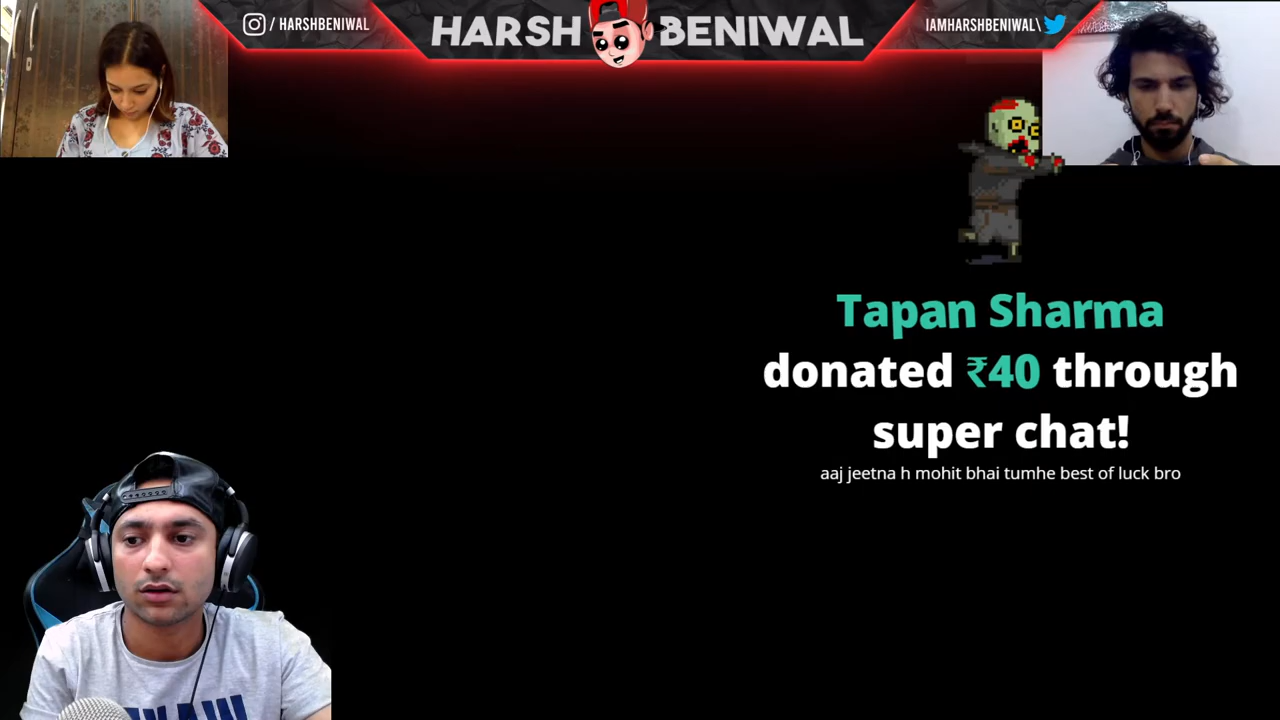 / HARSHBENIWAL
HARSH BENIWAL
IAMHARSHBENIWAL\
Tapan Sharma
donated ₹40 through
super chat!
aaj jeetna h mohit bhai tumhe best of luck bro